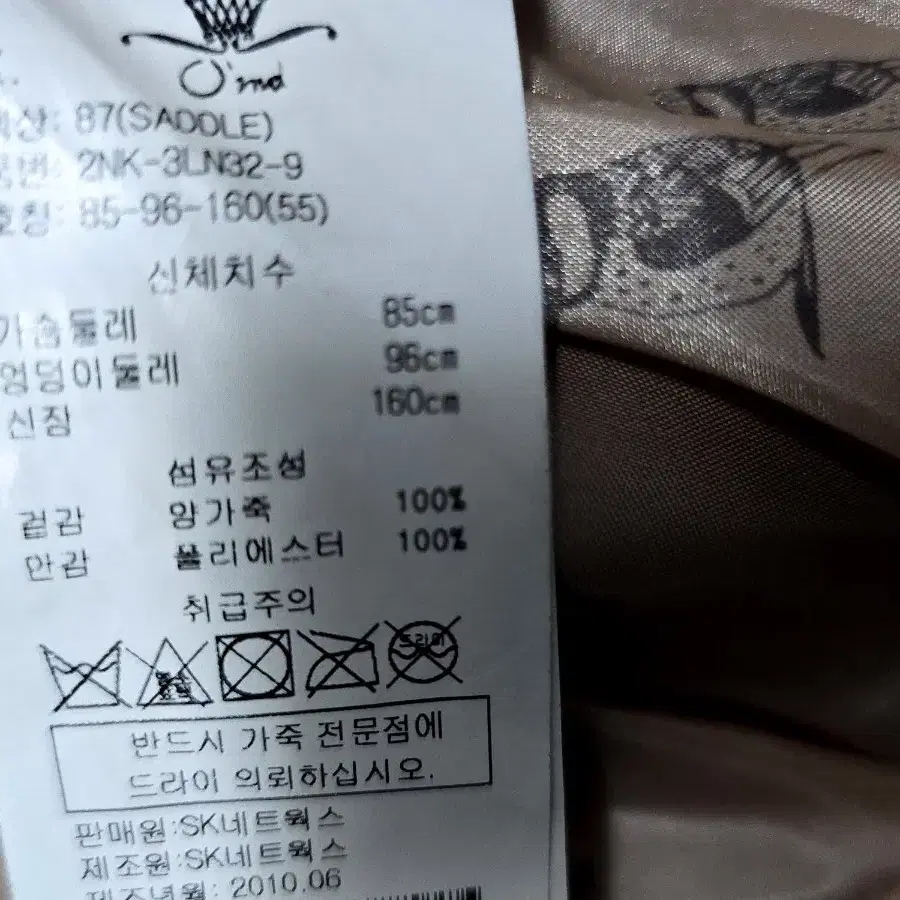 O'2nd
색상: 87(SADDLE)
품번: 2NK-3LN32-9
호칭: 85-96-160(55)
신체치수
가슴둘레 85cm
엉덩이둘레 96cm
신장 160cm
섬유조성
겉감 양가죽 100%
안감 폴리에스터 100%
취급주의
드라이
반드시 가죽 전문점에
드라이 의뢰하십시오.
판매원:SK네트웍스
제조원:SK네트웍스
제조년월: 2010.06